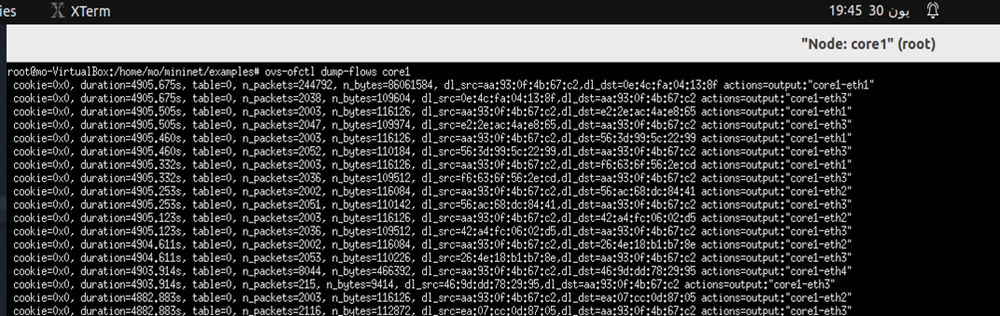 ies XTerm 19:45 30 يون
"Node: core1" (root)
root@mo-VirtualBox:/home/mo/mininet/examples# ovs-ofctl dump-flows core1
cookie=0x0, duration=4905.675s, table=0, n_packets=244792, n_bytes=86061584, dl_src=aa:93:0f:4b:67:c2,dl_dst=0e:4c:fa:04:13:8f actions=output:"core1-eth1"
cookie=0x0, duration=4905.675s, table=0, n_packets=2038, n_bytes=109604, dl_src=0e:4c:fa:04:13:8f,dl_dst=aa:93:0f:4b:67:c2 actions=output:"core1-eth3"
cookie=0x0, duration=4905.505s, table=0, n_packets=2003, n_bytes=116126, dl_src=aa:93:0f:4b:67:c2,dl_dst=e2:2e:ac:4a:e8:65 actions=output:"core1-eth1"
cookie=0x0, duration=4905.505s, table=0, n_packets=2047, n_bytes=109974, dl_src=e2:2e:ac:4a:e8:65,dl_dst=aa:93:0f:4b:67:c2 actions=output:"core1-eth3"
cookie=0x0, duration=4905.460s, table=0, n_packets=2003, n_bytes=116126, dl_src=aa:93:0f:4b:67:c2,dl_dst=56:3d:99:5c:22:99 actions=output:"core1-eth1"
cookie=0x0, duration=4905.460s, table=0, n_packets=2052, n_bytes=110184, dl_src=56:3d:99:5c:22:99,dl_dst=aa:93:0f:4b:67:c2 actions=output:"core1-eth3"
cookie=0x0, duration=4905.332s, table=0, n_packets=2003, n_bytes=116126, dl_src=aa:93:0f:4b:67:c2,dl_dst=f6:63:6f:56:2e:cd actions=output:"core1-eth1"
cookie=0x0, duration=4905.332s, table=0, n_packets=2036, n_bytes=109512, dl_src=f6:63:6f:56:2e:cd,dl_dst=aa:93:0f:4b:67:c2 actions=output:"core1-eth3"
cookie=0x0, duration=4905.253s, table=0, n_packets=2002, n_bytes=116084, dl_src=aa:93:0f:4b:67:c2,dl_dst=56:ac:68:dc:84:41 actions=output:"core1-eth2"
cookie=0x0, duration=4905.253s, table=0, n_packets=2051, n_bytes=110142, dl_src=56:ac:68:dc:84:41,dl_dst=aa:93:0f:4b:67:c2 actions=output:"core1-eth3"
cookie=0x0, duration=4905.123s, table=0, n_packets=2003, n_bytes=116126, dl_src=aa:93:0f:4b:67:c2,dl_dst=42:a4:fc:06:02:d5 actions=output:"core1-eth2"
cookie=0x0, duration=4905.123s, table=0, n_packets=2036, n_bytes=109512, dl_src=42:a4:fc:06:02:d5,dl_dst=aa:93:0f:4b:67:c2 actions=output:"core1-eth3"
cookie=0x0, duration=4904.611s, table=0, n_packets=2002, n_bytes=116084, dl_src=aa:93:0f:4b:67:c2,dl_dst=26:4e:18:b1:b7:8e actions=output:"core1-eth2"
cookie=0x0, duration=4904.611s, table=0, n_packets=2053, n_bytes=110226, dl_src=26:4e:18:b1:b7:8e,dl_dst=aa:93:0f:4b:67:c2 actions=output:"core1-eth3"
cookie=0x0, duration=4903.914s, table=0, n_packets=8044, n_bytes=466392, dl_src=aa:93:0f:4b:67:c2,dl_dst=46:9d:dd:78:29:95 actions=output:"core1-eth4"
cookie=0x0, duration=4903.914s, table=0, n_packets=215, n_bytes=9414, dl_src=46:9d:dd:78:29:95,dl_dst=aa:93:0f:4b:67:c2 actions=output:"core1-eth3"
cookie=0x0, duration=4882.883s, table=0, n_packets=2003, n_bytes=116126, dl_src=aa:93:0f:4b:67:c2,dl_dst=ea:07:cc:0d:87:05 actions=output:"core1-eth2"
cookie=0x0, duration=4882.883s, table=0, n_packets=2116, n_bytes=112872, dl_src=ea:07:cc:0d:87:05,dl_dst=aa:93:0f:4b:67:c2 actions=output:"core1-eth3"